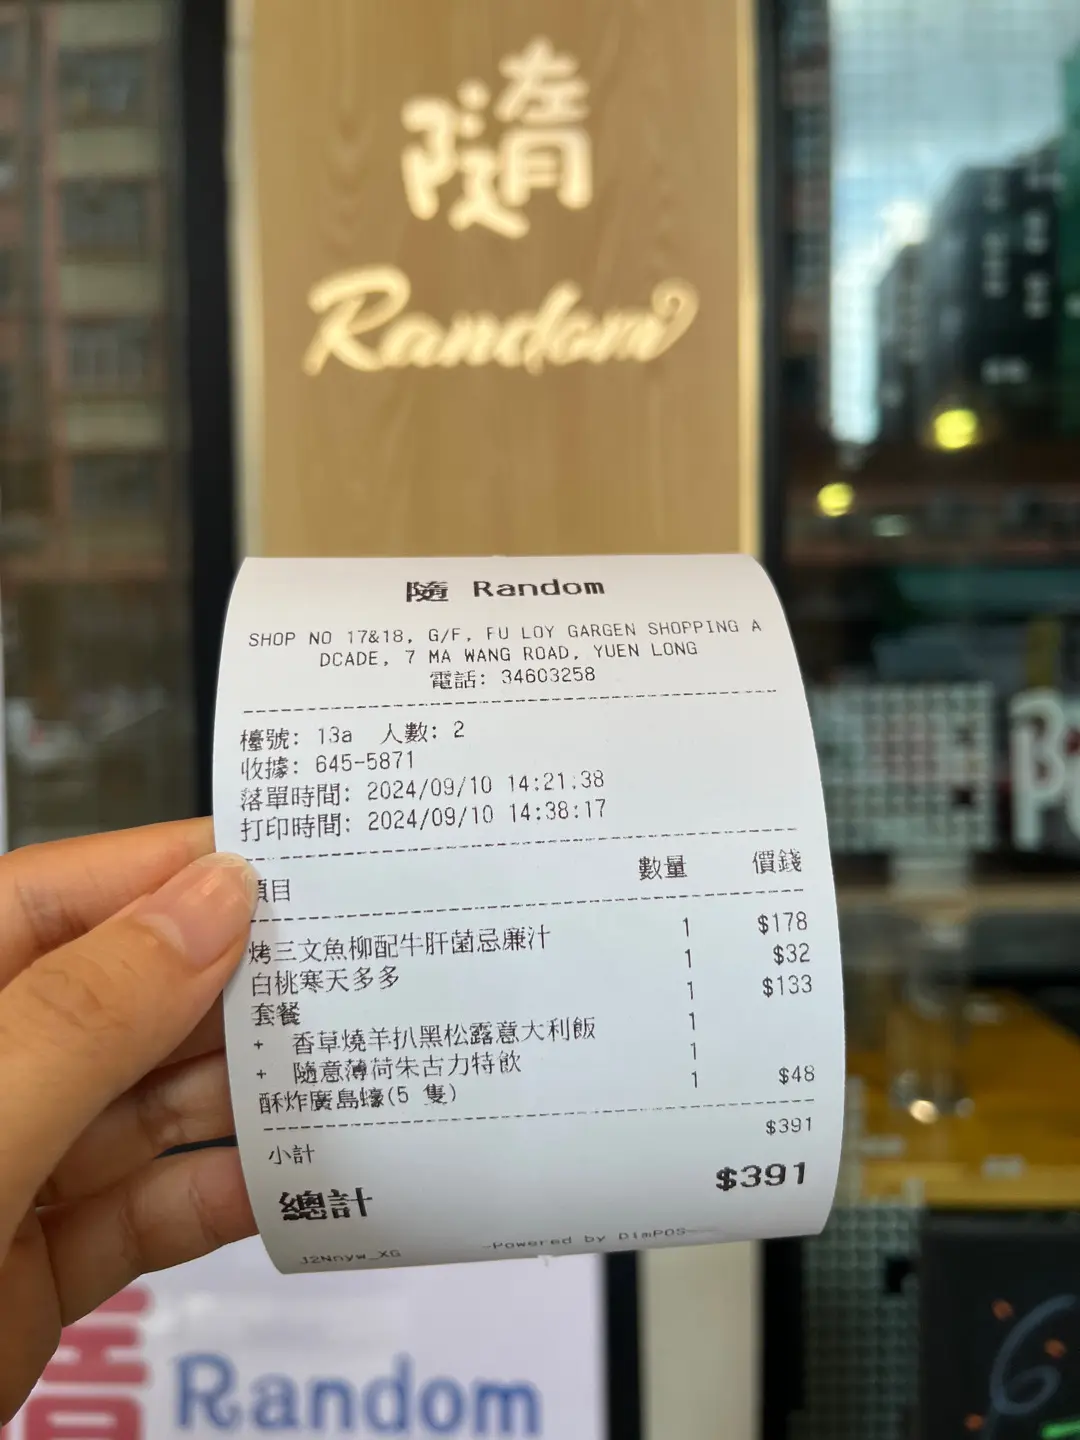 隨
Random
隨 Random
SHOP NO 17&18, G/F, FU LOY GARGEN SHOPPING A
DCADE, 7 MA WANG ROAD, YUEN LONG
電話: 34603258
檯號: 13a 人數: 2
收據: 645-5871
落單時間: 2024/09/10 14:21:38
打印時間: 2024/09/10 14:38:17
項目 數量 價錢
烤三文魚柳配牛肝菌忌廉汁 1 $178
白桃寒天多多 1 $32
套餐 1 $133
+ 香草燒羊扒黑松露意大利飯 1
+ 隨意薄荷朱古力特飲 1
酥炸廣島蠔(5 隻) 1 $48
小計 $391
總計 $391
J2Nnyw_XG -Powered by DimPOS-
Random